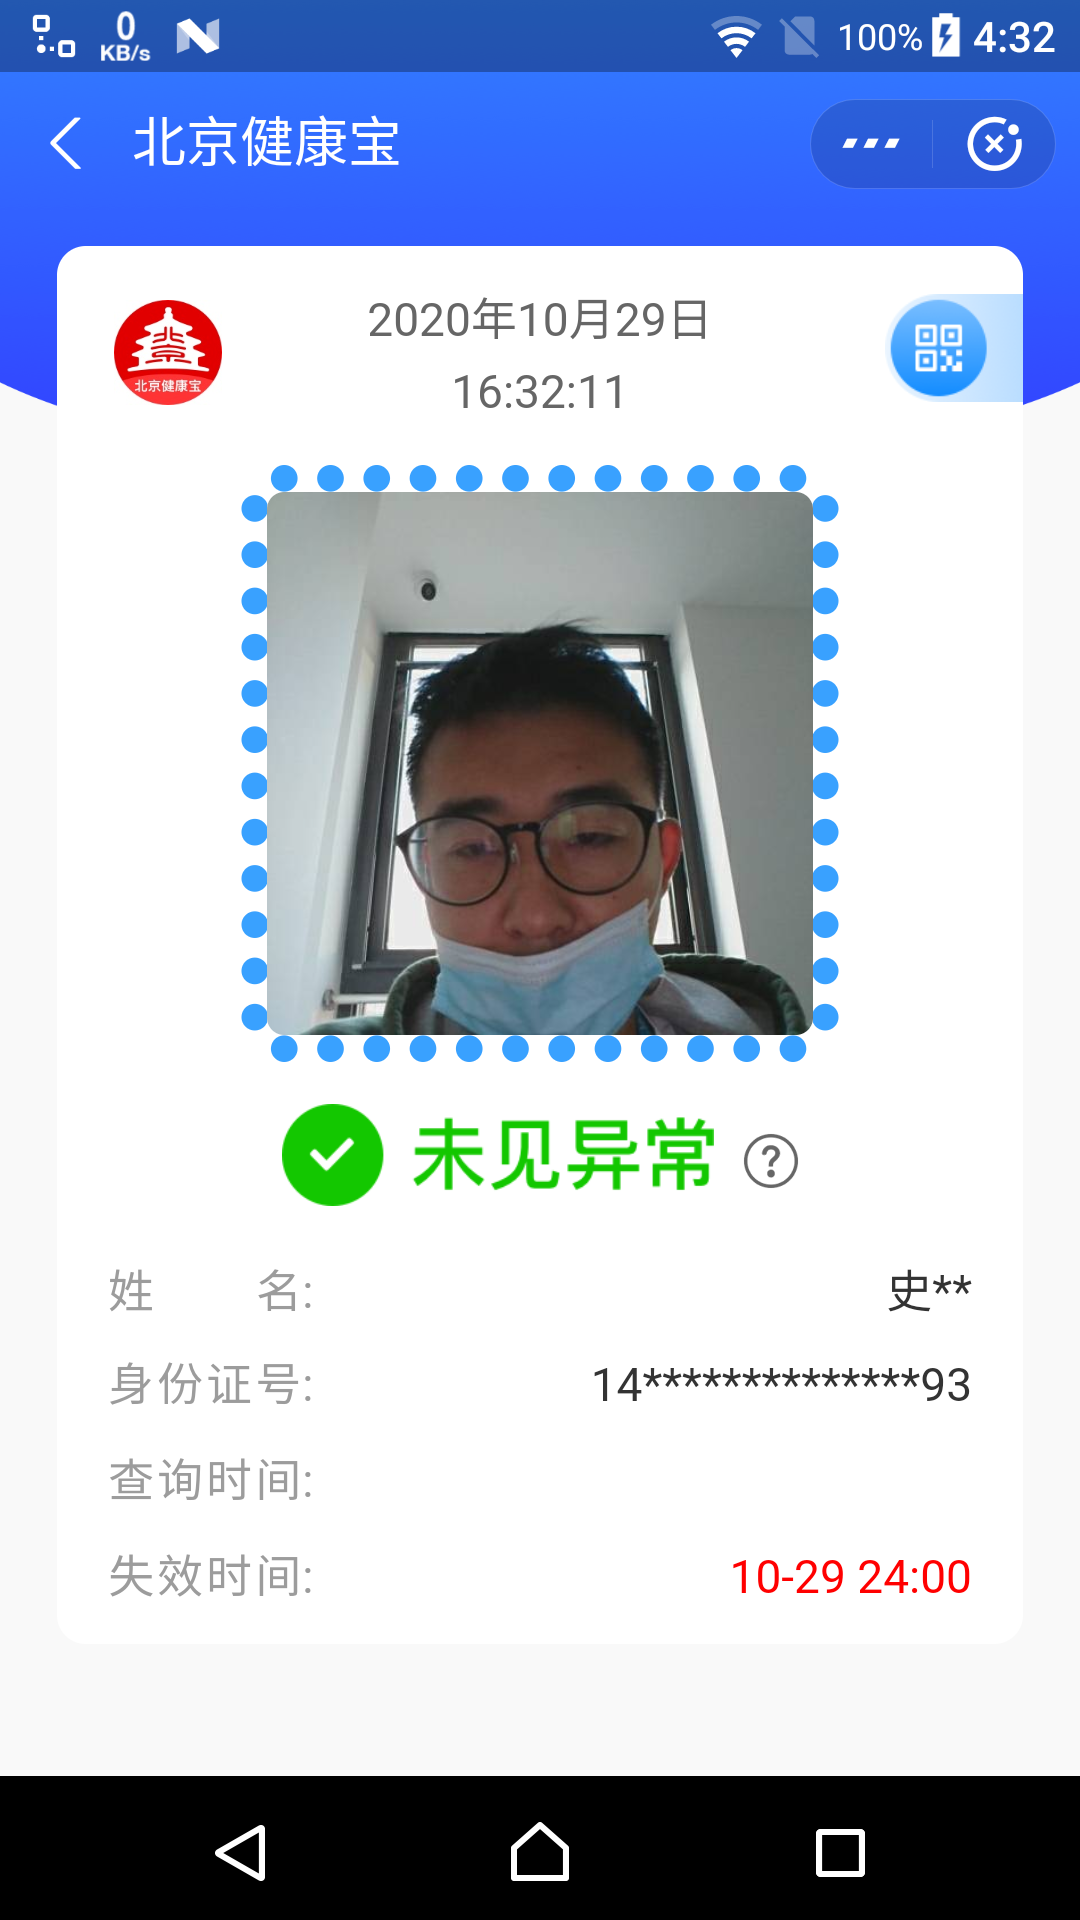 0
KB/s
100%
4:32
北京健康宝
2020年10月29日
16:32:11
北京健康宝
未见异常
?
姓名: 史**
身份证号: 14**************93
查询时间:
失效时间: 10-29 24:00